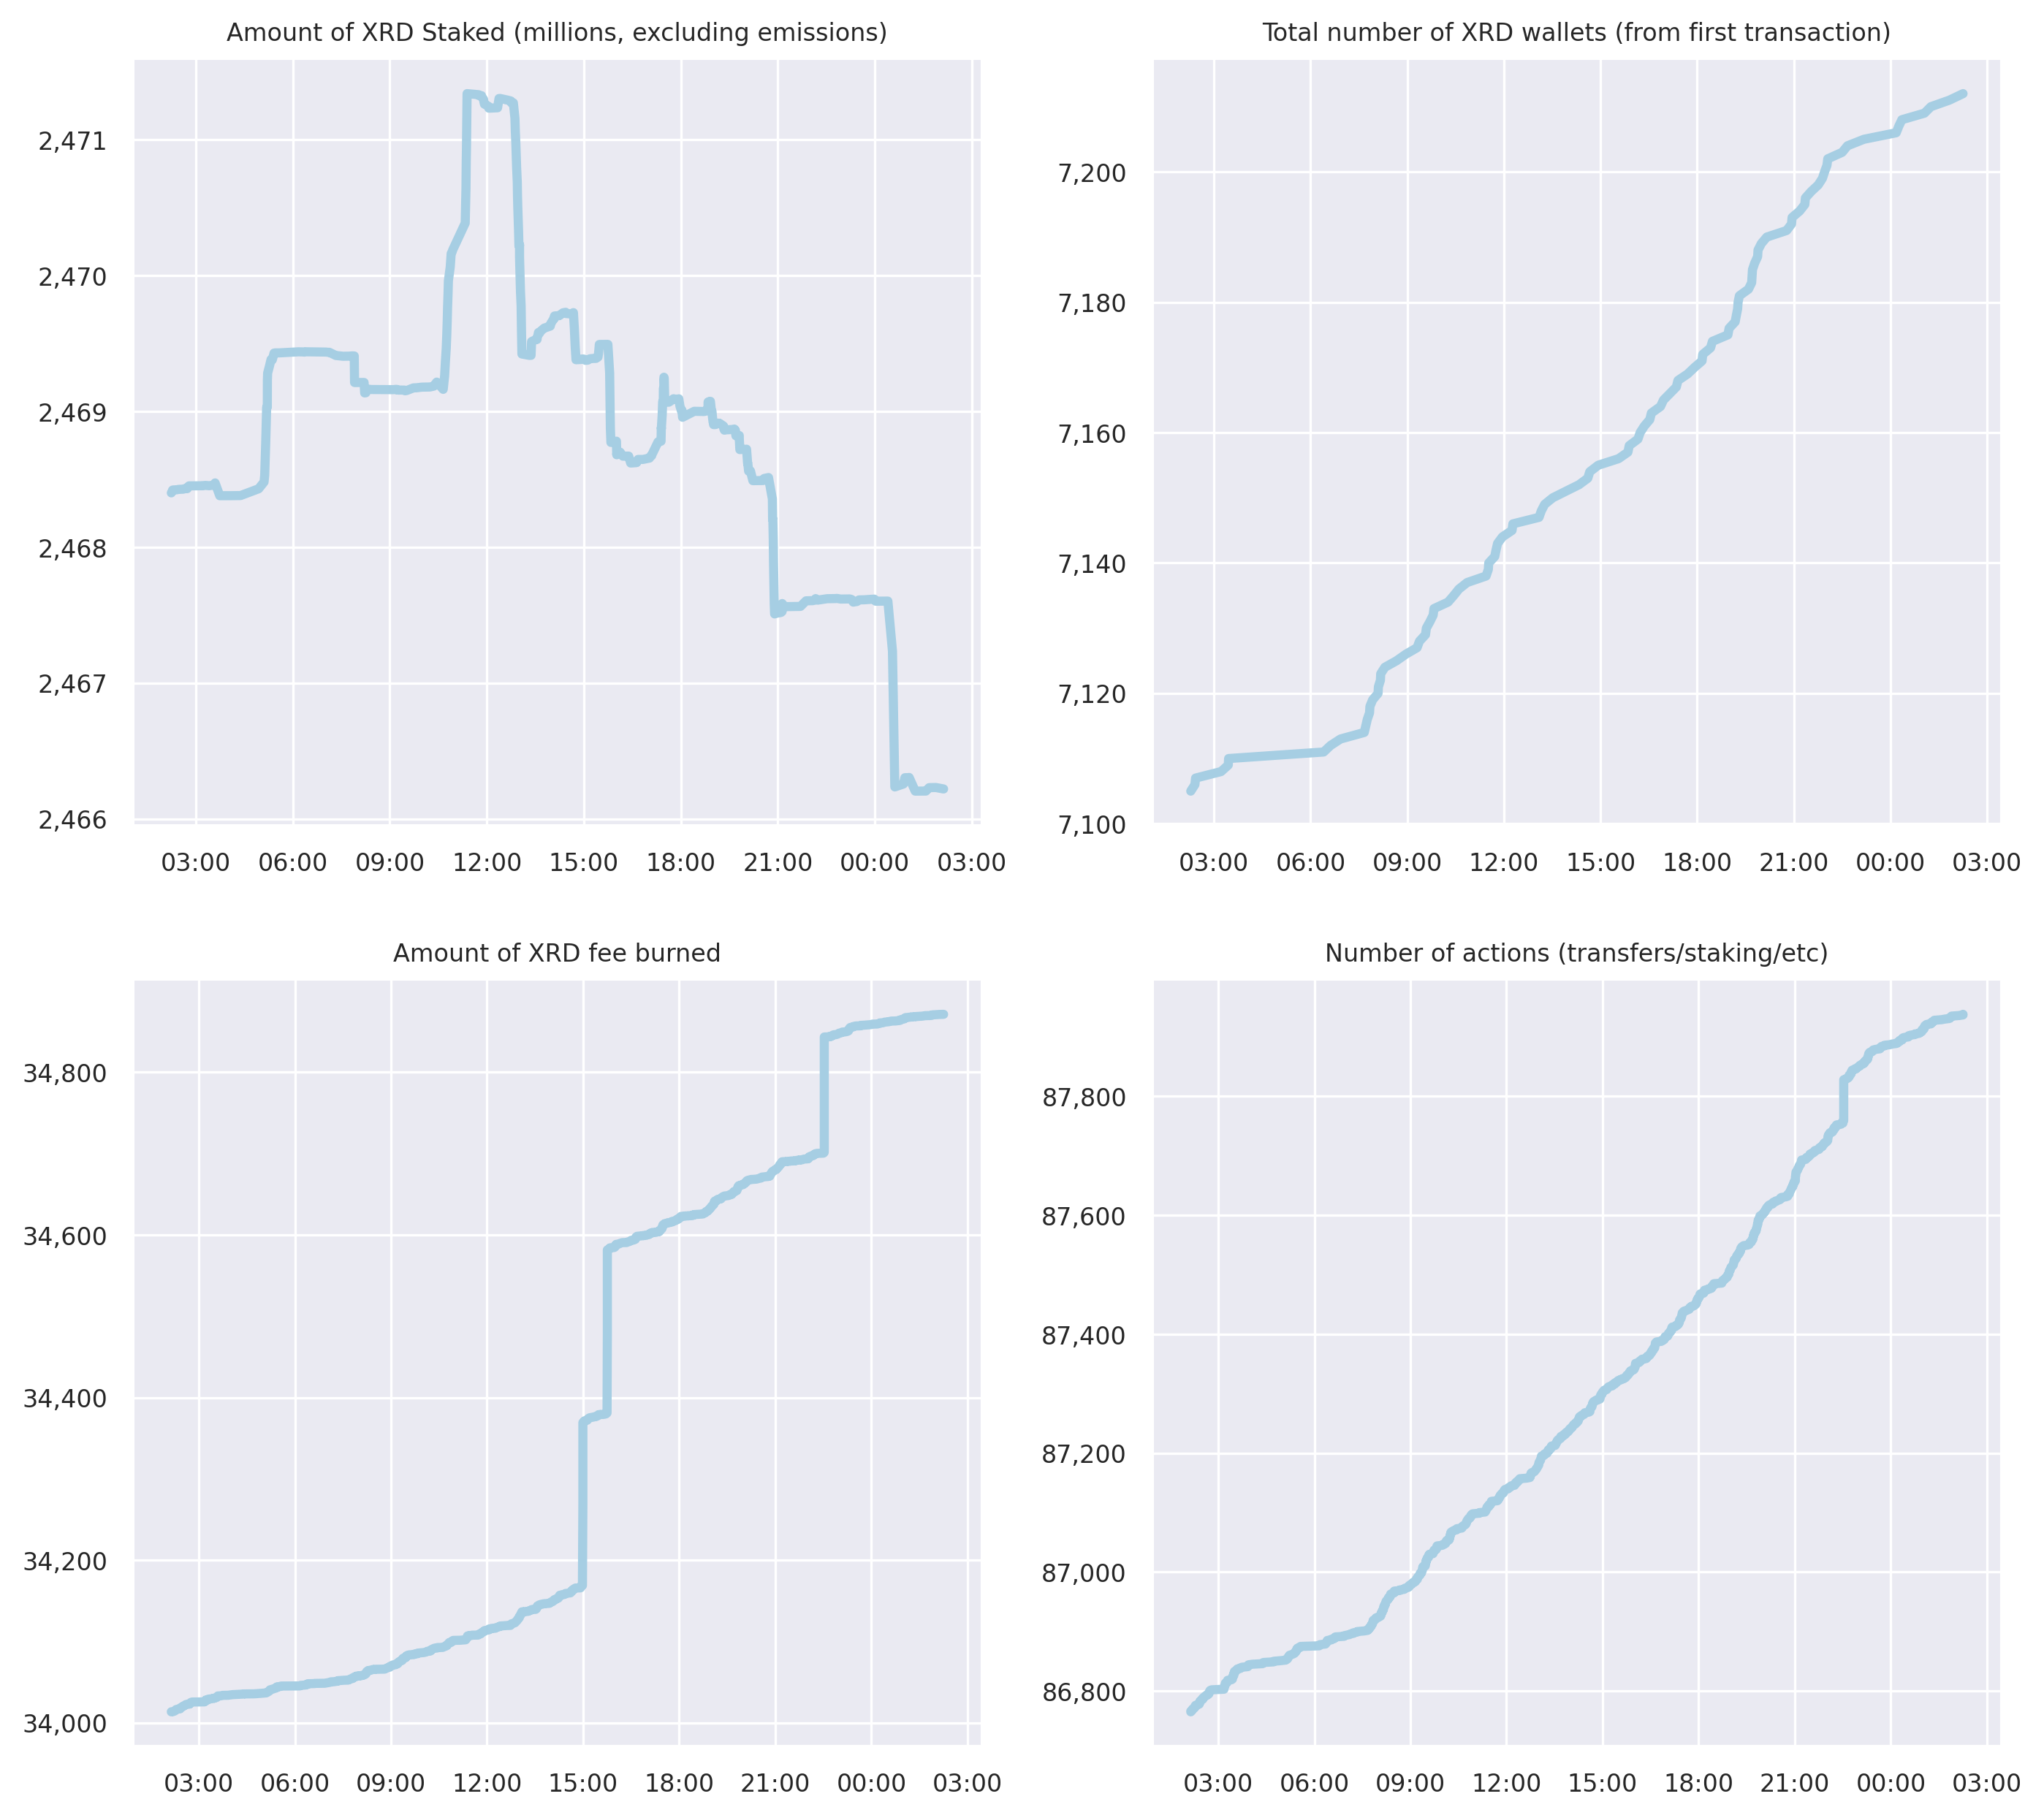 Amount of XRD Staked (millions, excluding emissions)
2,471
2,470
2,469
2,468
2,467
2,466
03:00 06:00 09:00 12:00 15:00 18:00 21:00 00:00 03:00
Total number of XRD wallets (from first transaction)
7,200
7,180
7,160
7,140
7,120
7,100
03:00 06:00 09:00 12:00 15:00 18:00 21:00 00:00 03:00
Amount of XRD fee burned
34,800
34,600
34,400
34,200
34,000
03:00 06:00 09:00 12:00 15:00 18:00 21:00 00:00 03:00
Number of actions (transfers/staking/etc)
87,800
87,600
87,400
87,200
87,000
86,800
03:00 06:00 09:00 12:00 15:00 18:00 21:00 00:00 03:00